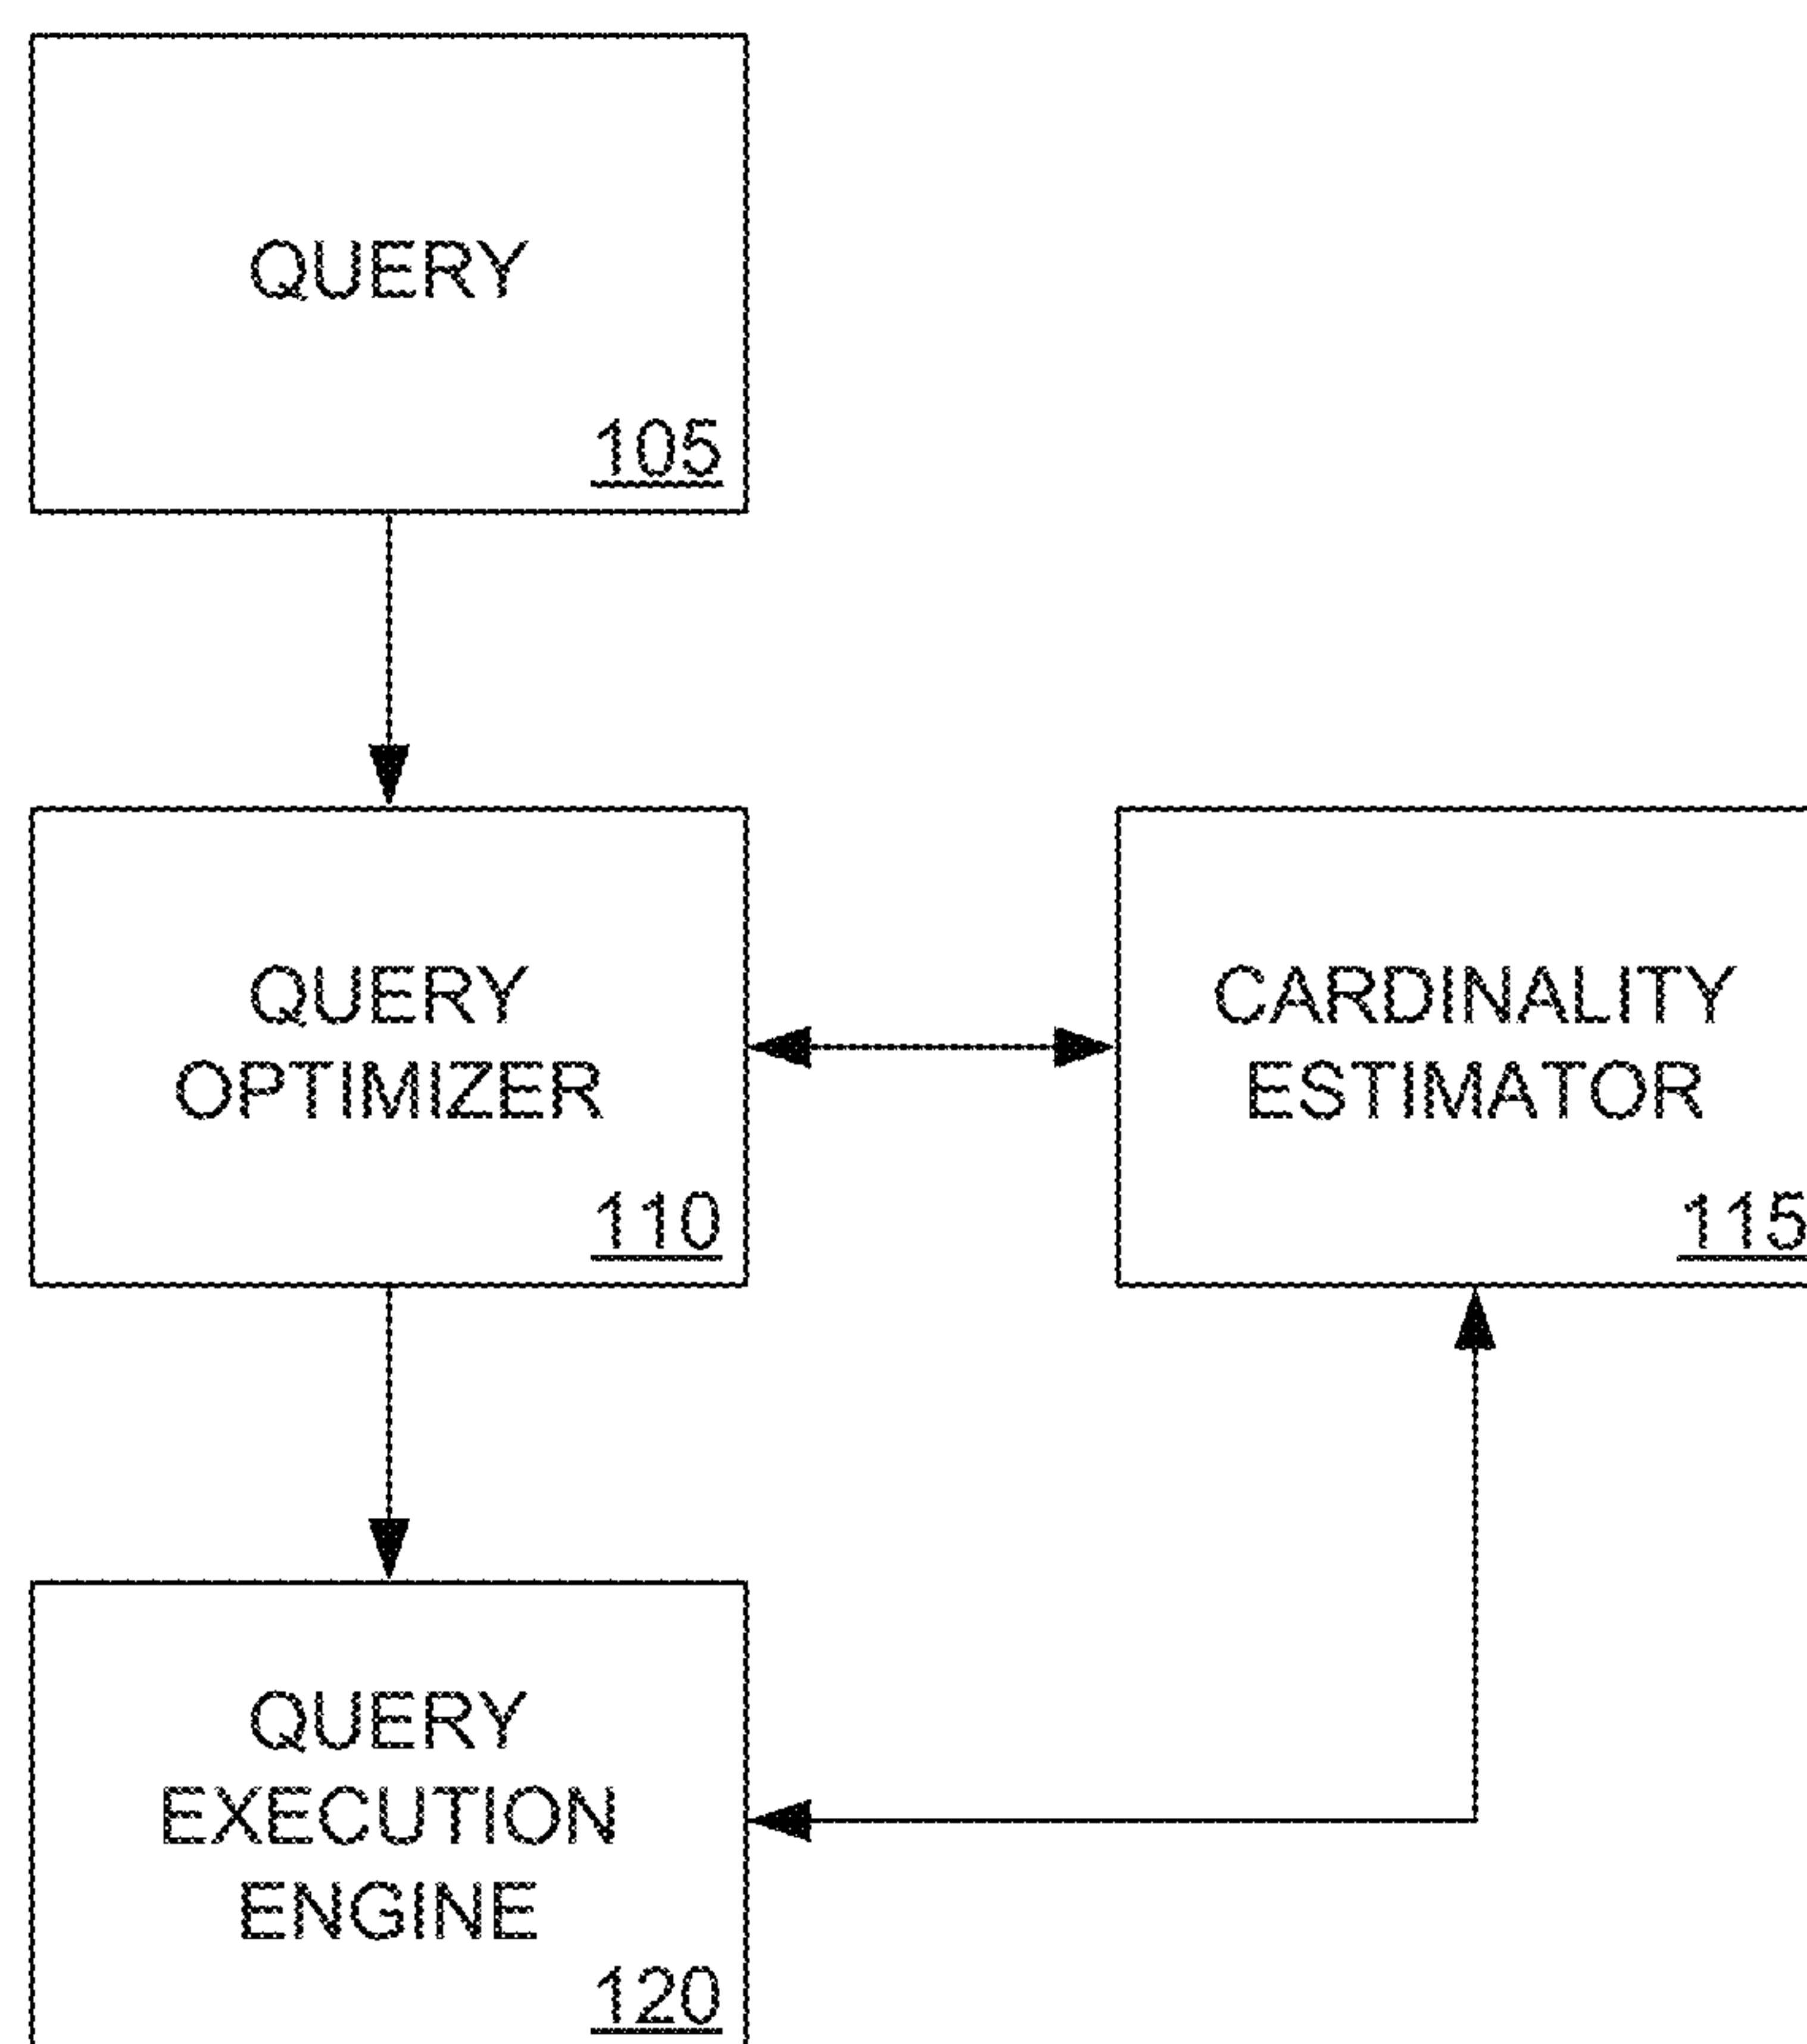 QUERY
105
QUERY
OPTIMIZER
110
CARDINALITY
ESTIMATOR
115
QUERY
EXECUTION
ENGINE
120